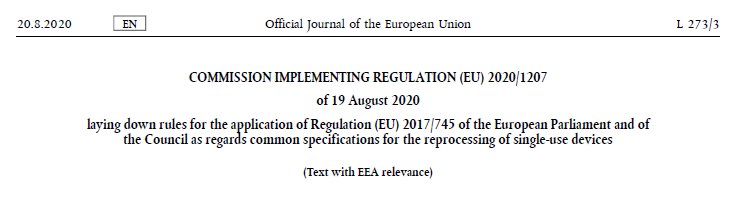 20.8.2020 EN Official Journal of the European Union L 273/3
COMMISSION IMPLEMENTING REGULATION (EU) 2020/1207
of 19 August 2020
laying down rules for the application of Regulation (EU) 2017/745 of the European Parliament and of
the Council as regards common specifications for the reprocessing of single-use devices
(Text with EEA relevance)